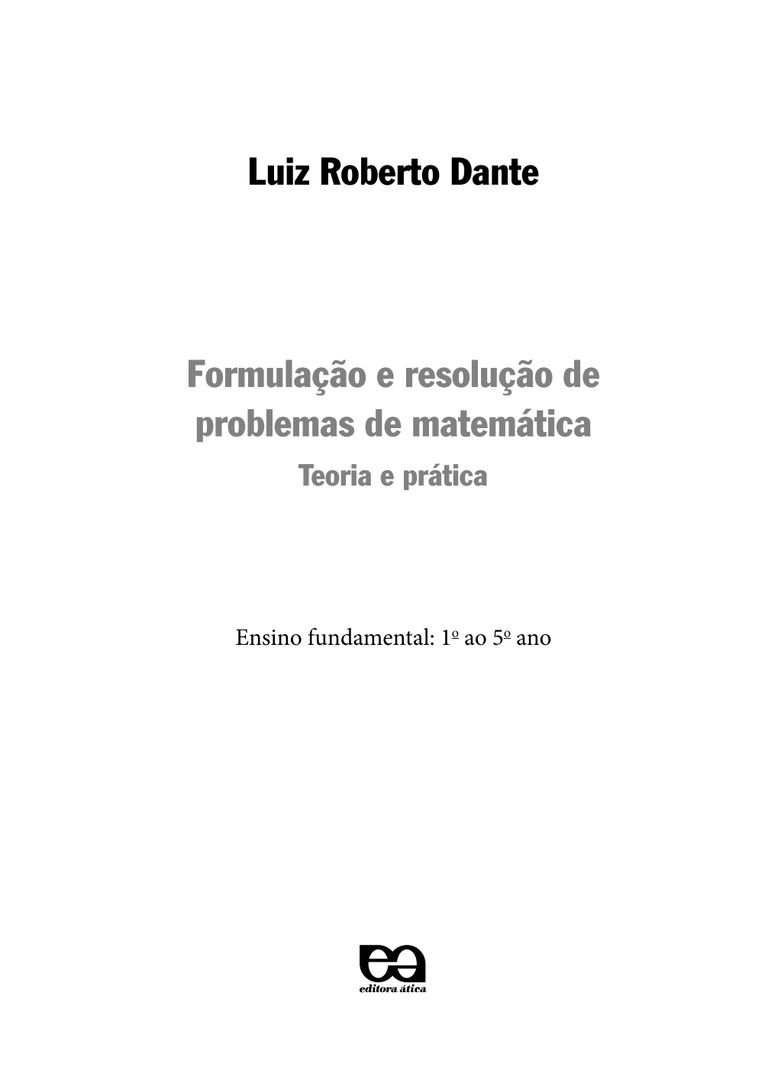 Luiz Roberto Dante
Formulação e resolução de
problemas de matemática
Teoria e prática
Ensino fundamental: 1º ao 5º ano
ea
editora ática